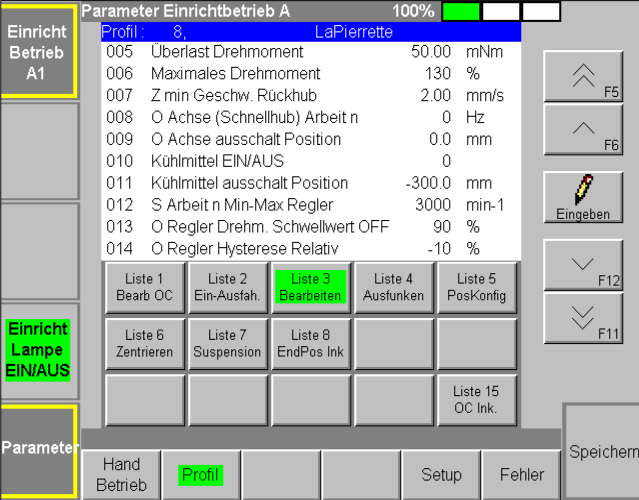 Parameter Einrichtbetrieb A 100%
Einricht
Betrieb
A1
Profil : 8, LaPierrette
005 Überlast Drehmoment 50.00 mNm
006 Maximales Drehmoment 130 %
007 Z min Geschw. Rückhub 2.00 mm/s
008 O Achse (Schnellhub) Arbeit n 0 Hz
009 O Achse ausschalt Position 0.0 mm
010 Kühlmittel EIN/AUS 0
011 Kühlmittel ausschalt Position -300.0 mm
012 S Arbeit n Min-Max Regler 3000 min-1
013 O Regler Drehm. Schwellwert OFF 90 %
014 O Regler Hysterese Relativ -10 %
F5
F6
Eingeben
F12
F11
Liste 1
Bearb OC
Liste 2
Ein-Ausfah.
Liste 3
Bearbeiten
Liste 4
Ausfunken
Liste 5
PosKonfig
Einricht
Lampe
EIN/AUS
Liste 6
Zentrieren
Liste 7
Suspension
Liste 8
EndPos Ink
Liste 15
OC Ink.
Parameter
Hand
Betrieb
Profil
Setup
Fehler
Speichern